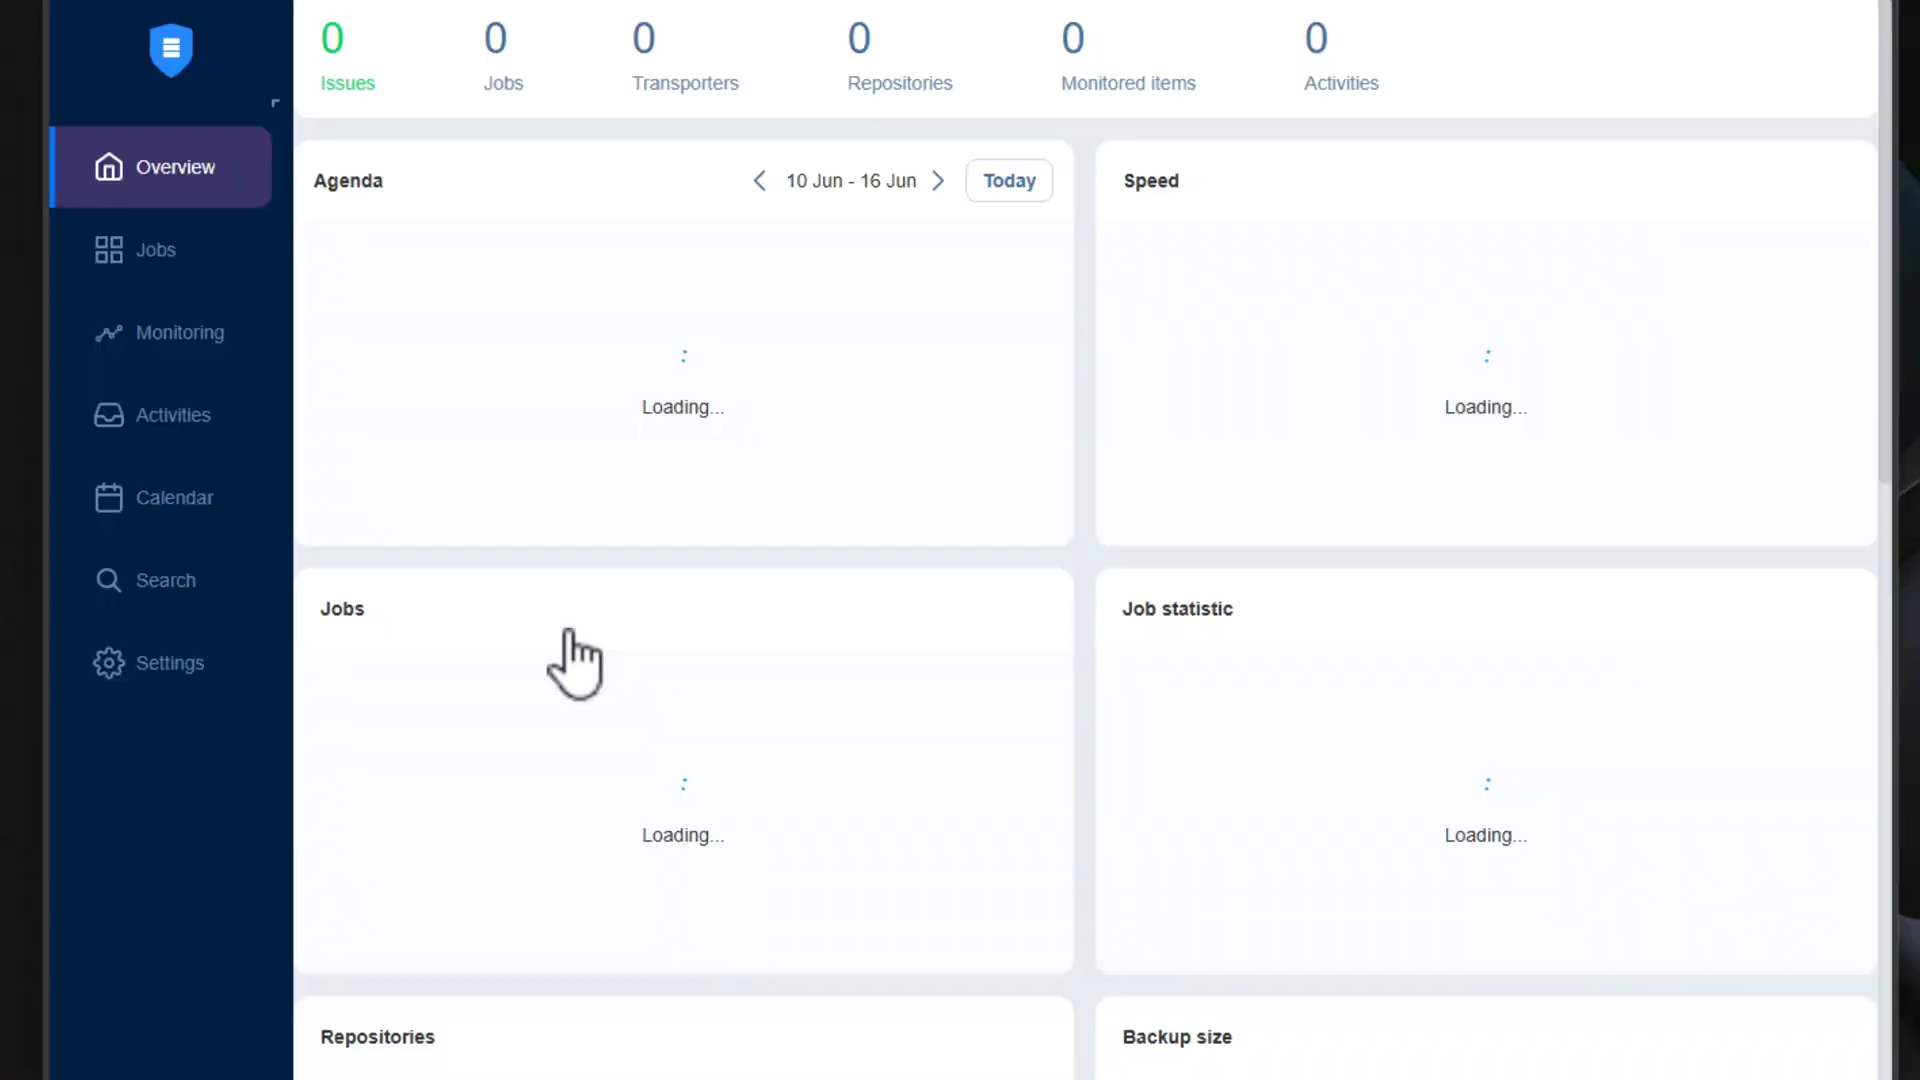 0 0 0 0 0 0
Issues Jobs Transporters Repositories Monitored items Activities
Overview
Jobs
Monitoring
Activities
Calendar
Search
Settings
Agenda 10 Jun - 16 Jun Today
Loading...
Speed
Loading...
Jobs
Loading...
Job statistic
Loading...
Repositories
Backup size